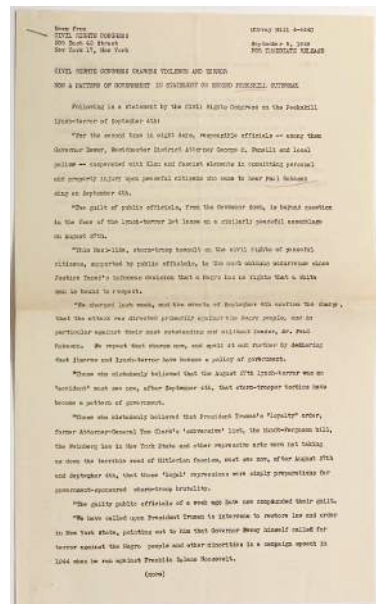 News from
CIVIL RIGHTS CONGRESS
205 East 42 Street
New York 17, New York
(Murray Hill 4-6640)
September 5, 1949
FOR IMMEDIATE RELEASE
CIVIL RIGHTS CONGRESS CHARGES VIOLENCE AND TERROR
NOW A PATTERN OF GOVERNMENT IN STATEMENT ON SECOND PEEKSKILL OUTBREAK
Following is a statement by the Civil Rights Congress on the Peekskill
lynch-terror of September 4th:
"For the second time in eight days, responsible officials -- among them
Governor Dewey, Westchester District Attorney George M. Fanelli and local
police -- cooperated with Klan and fascist elements in committing personal
and property injury upon peaceful citizens who came to hear Paul Robeson
sing on September 4th.
"The guilt of public officials, from the Governor down, is beyond question
in the face of the lynch-terror let loose on a similarly peaceful assemblage
on August 27th.
"This Nazi-like, storm-troop assault on the civil rights of peaceful
citizens, supported by public officials, is the most ominous occurrence since
Justice Taney's infamous decision that a Negro has no rights that a white
man is bound to respect.
"We charged last week, and the events of September 4th confirm the charge,
that the attack was directed primarily against the Negro people, and in
particular against their most outstanding and militant leader, Mr. Paul
Robeson. We repeat that charge now, and spell it out further by declaring
that violence and lynch-terror have become a policy of government.
"Those who mistakenly believed that the August 27th lynch-terror was an
'accident' must see now, after September 4th, that storm-trooper tactics have
become a pattern of government.
"Those who mistakenly believed that President Truman's "loyalty" order,
former Attorney-General Tom Clark's 'subversive' list, the Mundt-Ferguson bill,
the Feinberg law in New York State and other repressive acts were not taking
us down the terrible road of Hitlerian fascism, must see now, after August 27th
and September 4th, that those 'legal' repressions were simply preparations for
government-sponsored brutality.
"The guilty public officials of a week ago have now compounded their guilt.
"We have called upon President Truman to intervene to restore law and order
in New York state, pointing out to him that Governor Dewey himself called for
terror against the Negro people and other minorities in a campaign speech in
1944 when he ran against Franklin Delano Roosevelt.
(more)